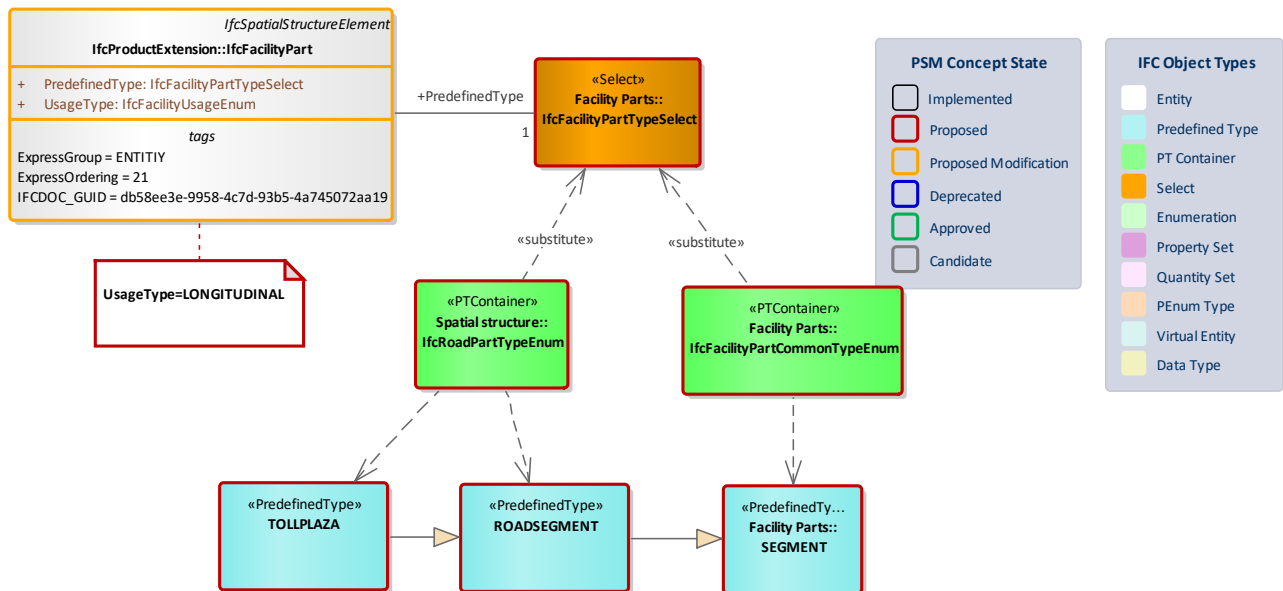 IfcSpatialStructureElement
IfcProductExtension::IfcFacilityPart
+ PredefinedType: IfcFacilityPartTypeSelect
+ UsageType: IfcFacilityUsageEnum
tags
ExpressGroup = ENTITIY
ExpressOrdering = 21
IFCDOC_GUID = db58ee3e-9958-4c7d-93b5-4a745072aa19
UsageType=LONGITUDINAL
+PredefinedType
1
«Select»
Facility Parts::
IfcFacilityPartTypeSelect
«substitute»
«substitute»
«PTContainer»
Spatial structure::
IfcRoadPartTypeEnum
«PTContainer»
Facility Parts::
IfcFacilityPartCommonTypeEnum
«PredefinedType»
TOLLPLAZA
«PredefinedType»
ROADSEGMENT
«PredefinedTy...
Facility Parts::
SEGMENT
PSM Concept State
Implemented
Proposed
Proposed Modification
Deprecated
Approved
Candidate
IFC Object Types
Entity
Predefined Type
PT Container
Select
Enumeration
Property Set
Quantity Set
PEnum Type
Virtual Entity
Data Type